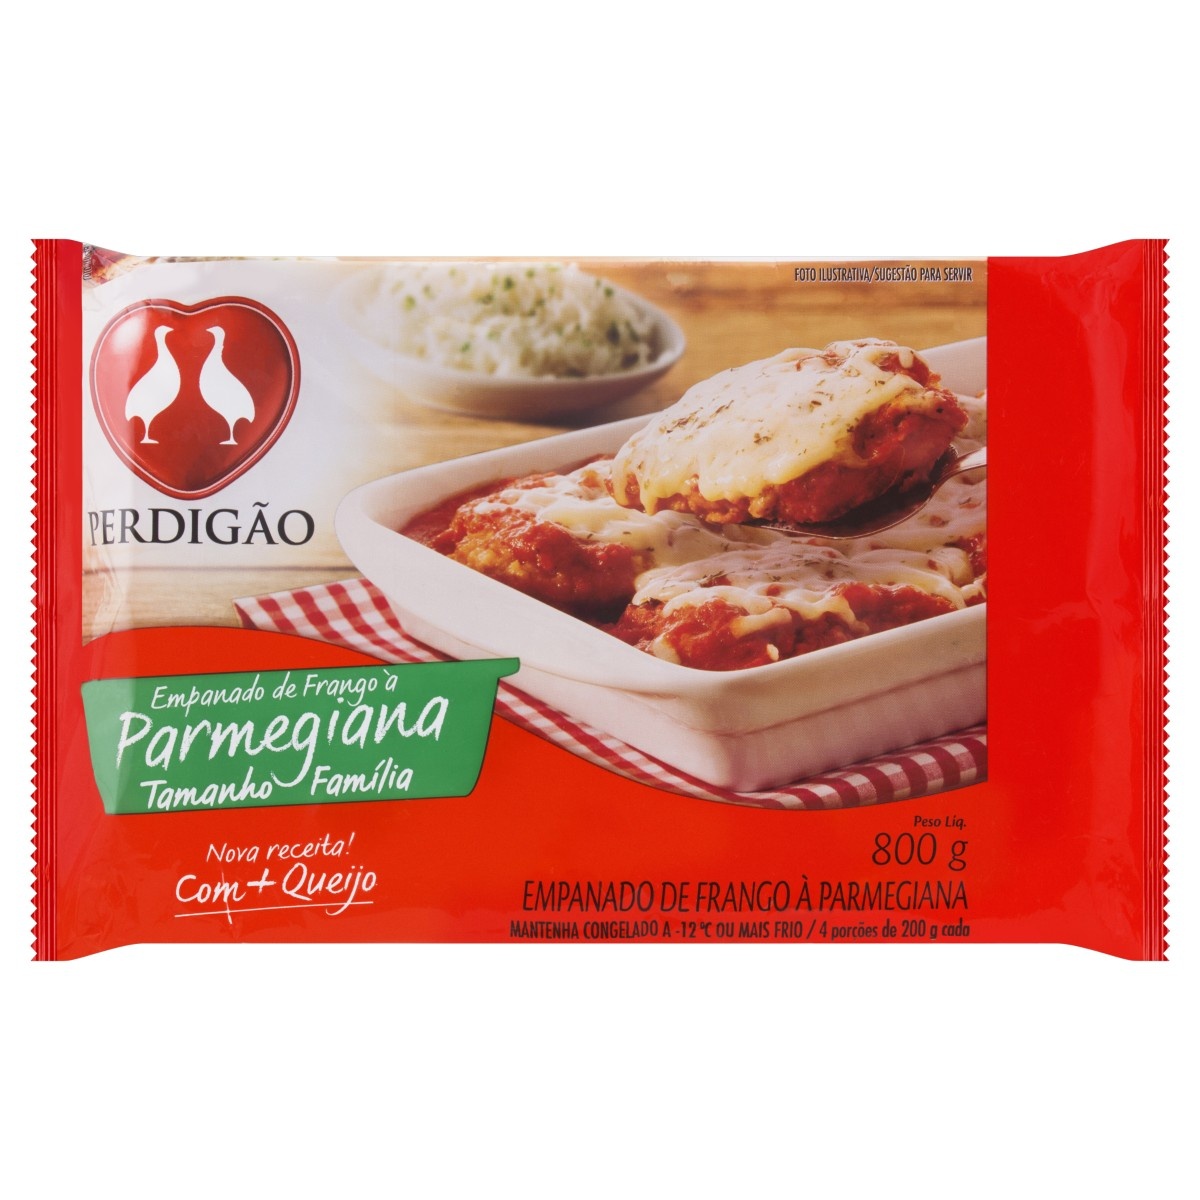 FOTO ILUSTRATIVA/SUGESTÃO PARA SERVIR
PERDIGÃO
Empanado de Frango à
Parmegiana
Tamanho Família
Nova receita!
Com + Queijo
Peso Líq.
800 g
EMPANADO DE FRANGO À PARMEGIANA
MANTENHA CONGELADO A -12 °C OU MAIS FRIO / 4 porções de 200 g cada